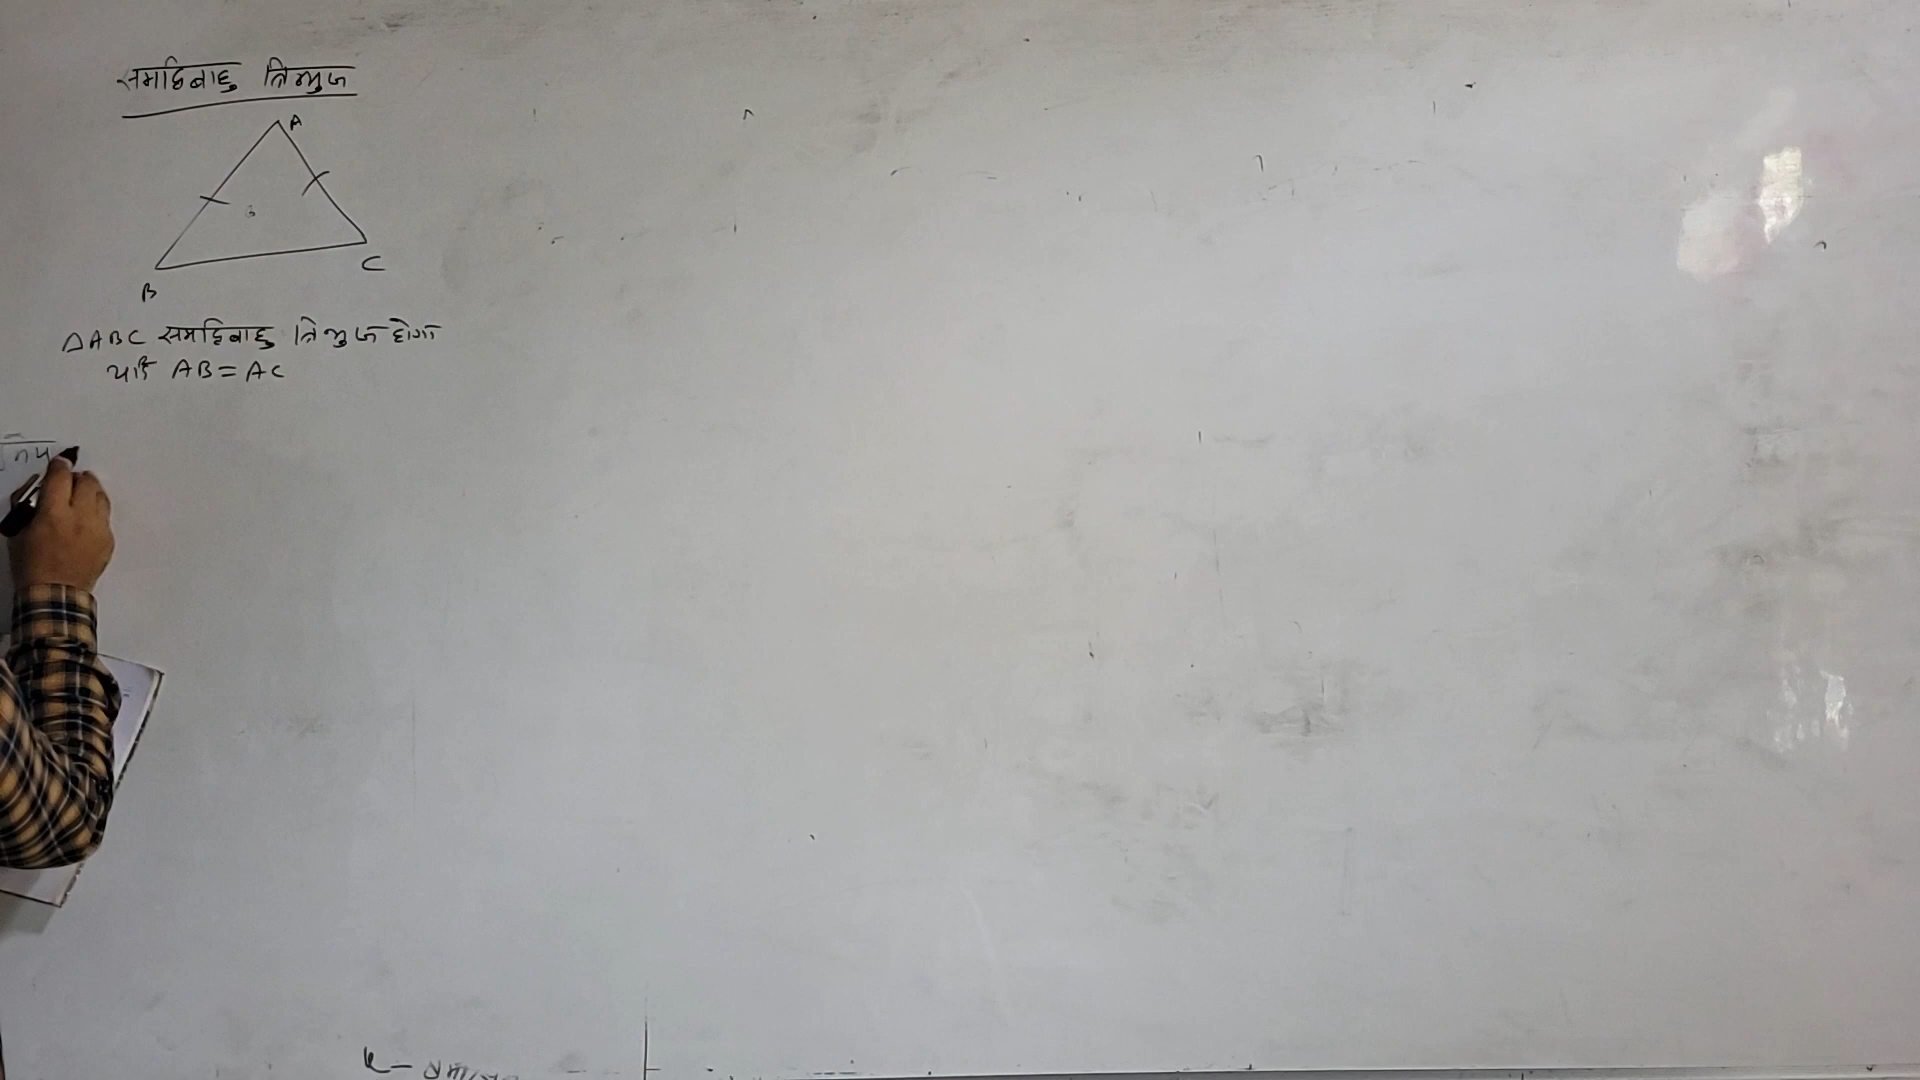 समद्विबाहु त्रिभुज
A
B
C
△ABC समद्विबाहु त्रिभुज होगा
यदि AB = AC